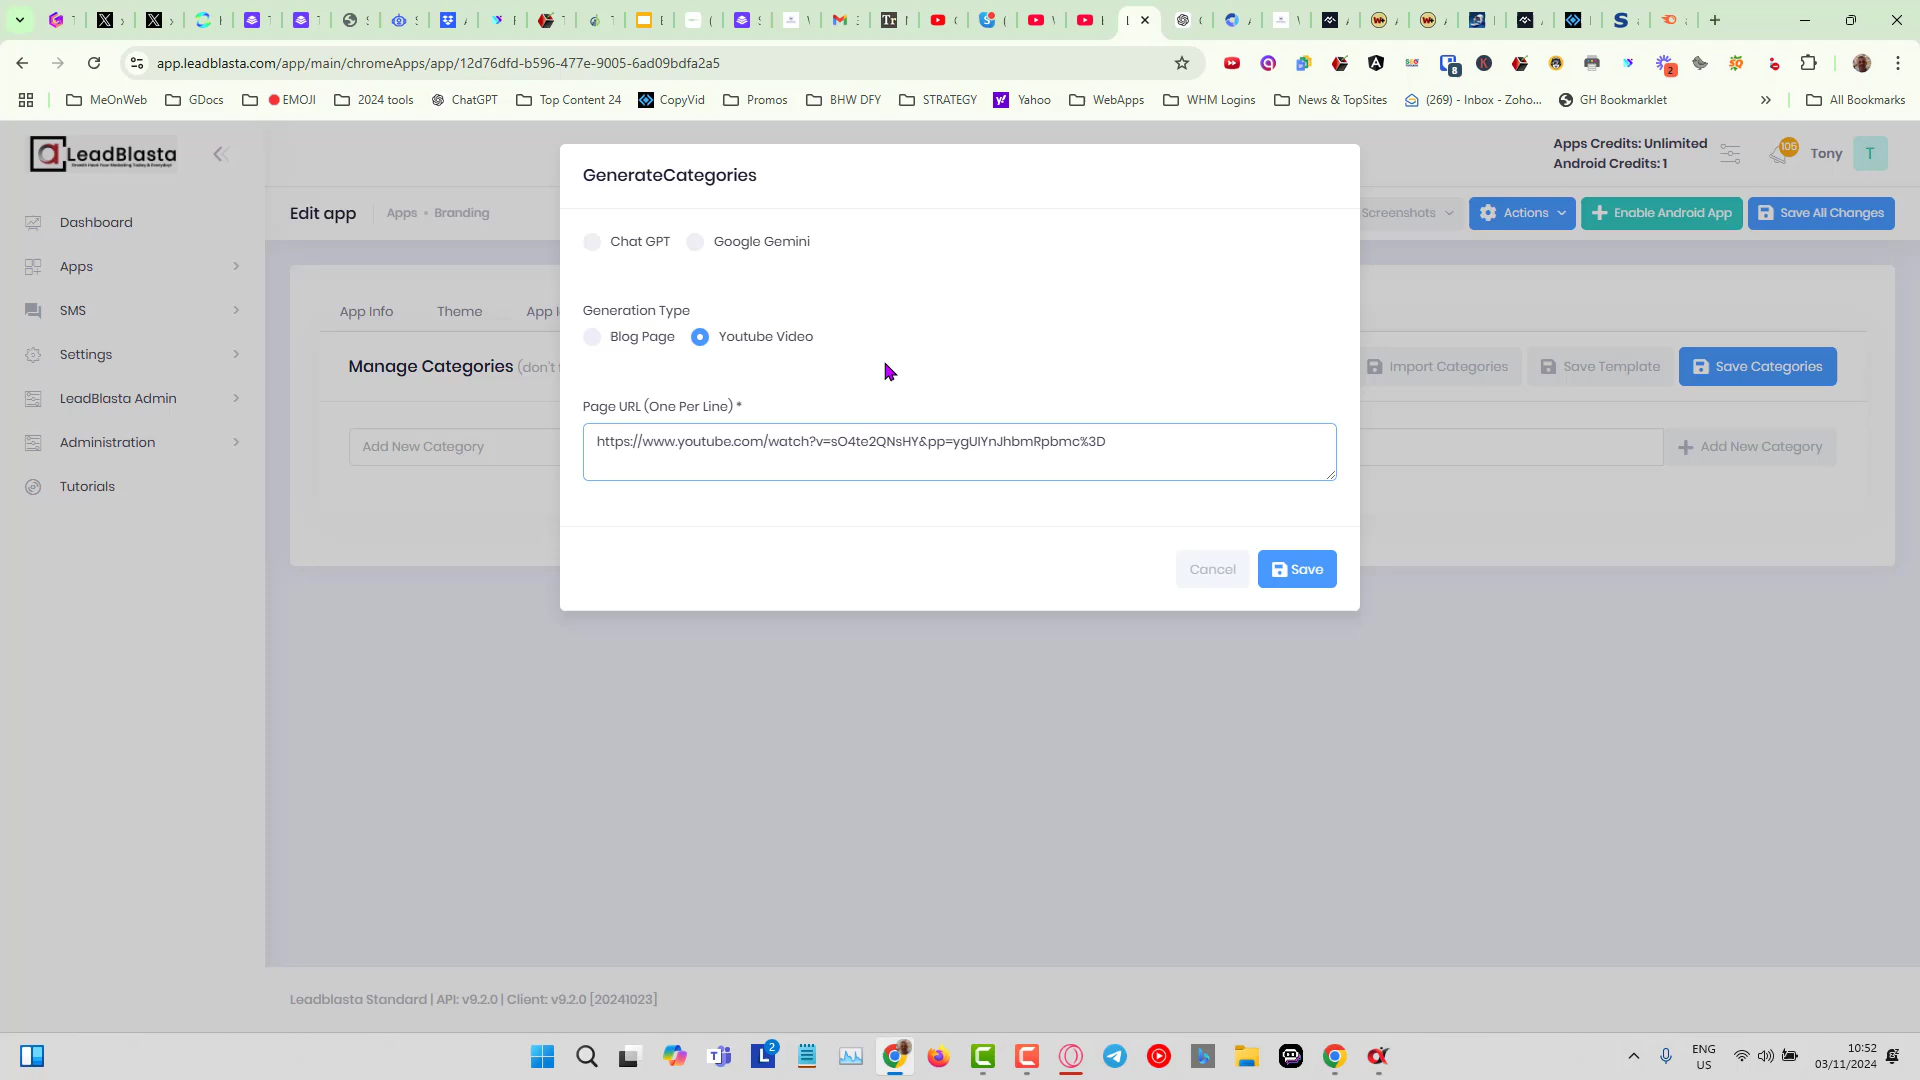 app.leadblasta.com/app/main/chromeApps/app/12d76dfd-b596-477e-9005-6ad09bdfa2a5
MeOnWeb GDocs EMOJI 2024 tools ChatGPT Top Content 24 CopyVid Promos BHW DFY STRATEGY Yahoo WebApps WHM Logins News & TopSites (269) - Inbox - Zoho... GH Bookmarklet » All Bookmarks
LeadBlasta
Apps Credits: Unlimited
Android Credits: 1
105
Tony
T
GenerateCategories
Edit app
Apps • Branding
Screenshots
Actions
Enable Android App
Save All Changes
Dashboard
Apps
SMS
Settings
LeadBlasta Admin
Administration
Tutorials
Chat GPT
Google Gemini
App Info
Theme
App I
Generation Type
Blog Page
Youtube Video
Manage Categories (don't
Import Categories
Save Template
Save Categories
Page URL (One Per Line) *
https://www.youtube.com/watch?v=sO4te2QNsHY&pp=ygUIYnJhbmRpbmc%3D
Add New Category
Add New Category
Cancel
Save
Leadblasta Standard | API: v9.2.0 | Client: v9.2.0 [20241023]
ENG
US
10:52
03/11/2024